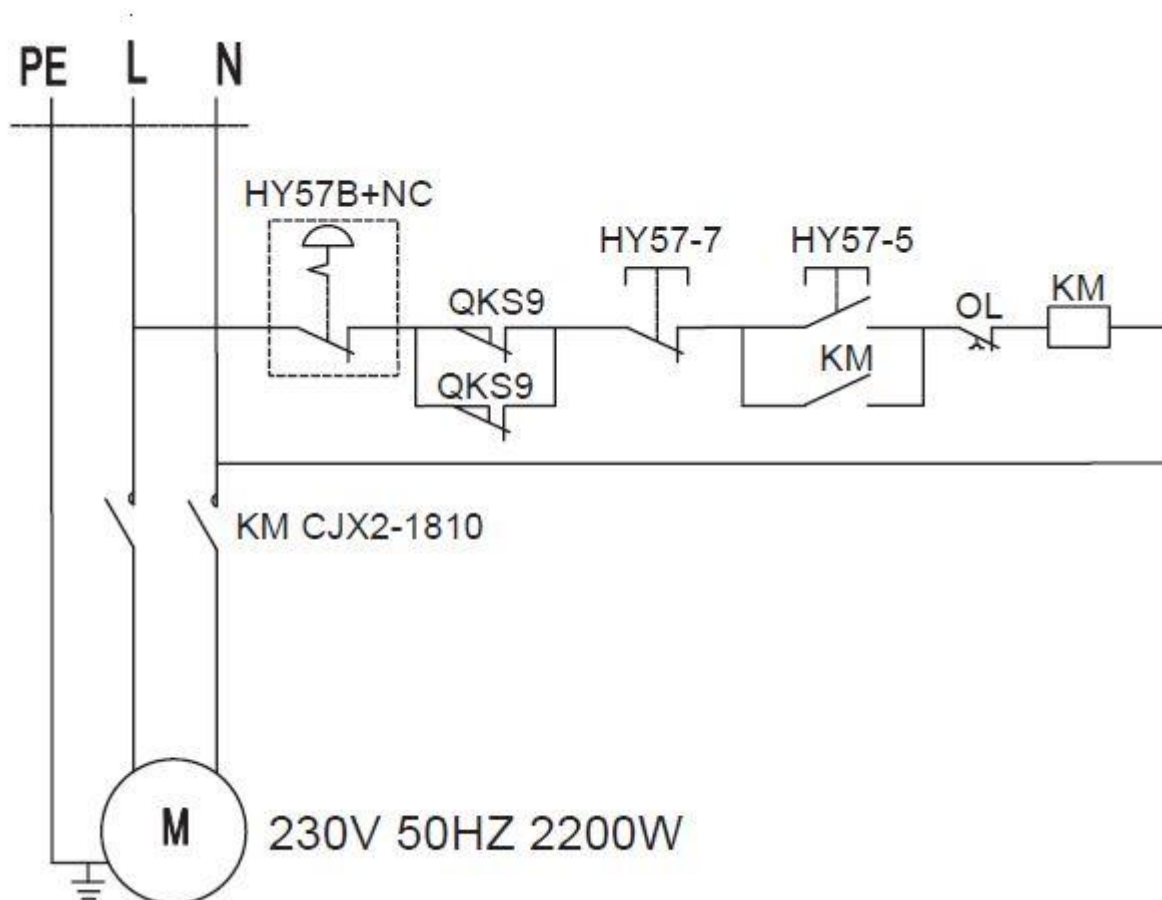 PE L N
HY57B+NC
HY57-7
HY57-5
QKS9
OL
KM
QKS9
KM
KM CJX2-1810
M
230V 50HZ 2200W